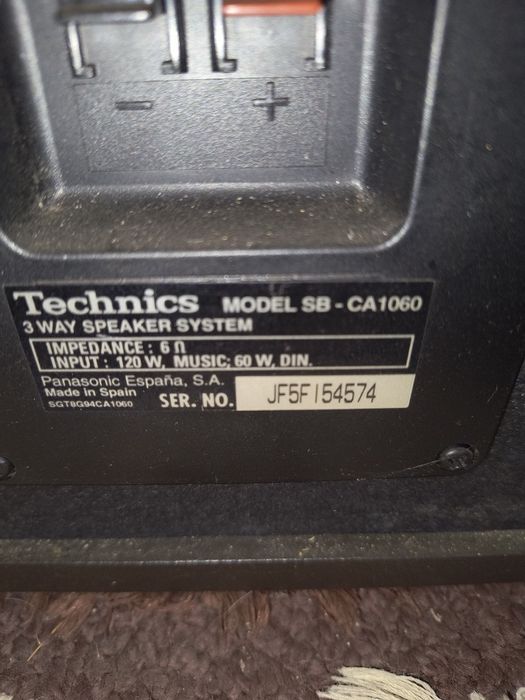 - +
Technics MODEL SB - CA1060
3 WAY SPEAKER SYSTEM
IMPEDANCE : 6 Ω
INPUT : 120 W, MUSIC; 60 W, DIN.
Panasonic España, S.A.
Made in Spain
SGT8G94CA1060 SER. NO. JF5FI54574